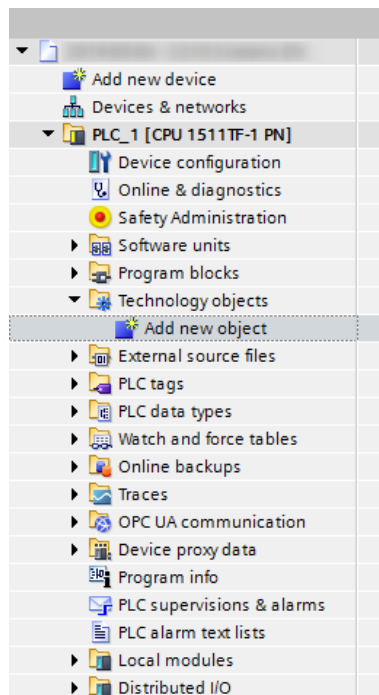 Add new device
Devices & networks
PLC_1 [CPU 1511TF-1 PN]
Device configuration
Online & diagnostics
Safety Administration
Software units
Program blocks
Technology objects
Add new object
External source files
PLC tags
PLC data types
Watch and force tables
Online backups
Traces
OPC UA communication
Device proxy data
Program info
PLC supervisions & alarms
PLC alarm text lists
Local modules
Distributed I/O